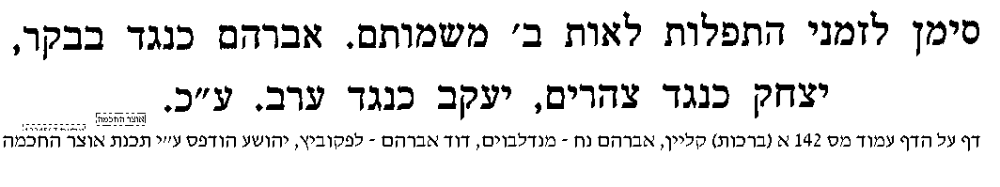 סימן לזמני התפלות לאות ב׳ משמותם. אברהם כנגד בבקר,
יצחק כנגד צהרים, יעקב כנגד ערב. ע״כ.
אוצר החכמה
דף על הדף עמוד מס 142 א (ברכות) קליין, אברהם נח - מנדלבוים, דוד אברהם - לפקוביץ, יהושע הודפס ע״י תכנת אוצר החכמה